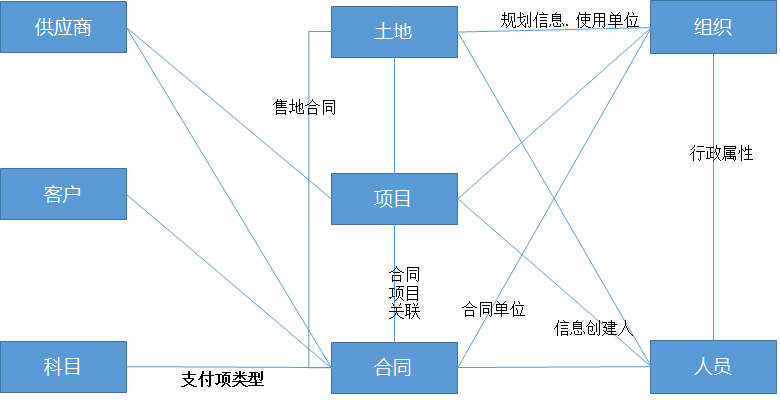 供应商
土地
规划信息. 使用单位
组织
售地合同
行政属性
客户
项目
合同
项目
关联
合同单位
信息创建人
科目
支付项类型
合同
人员